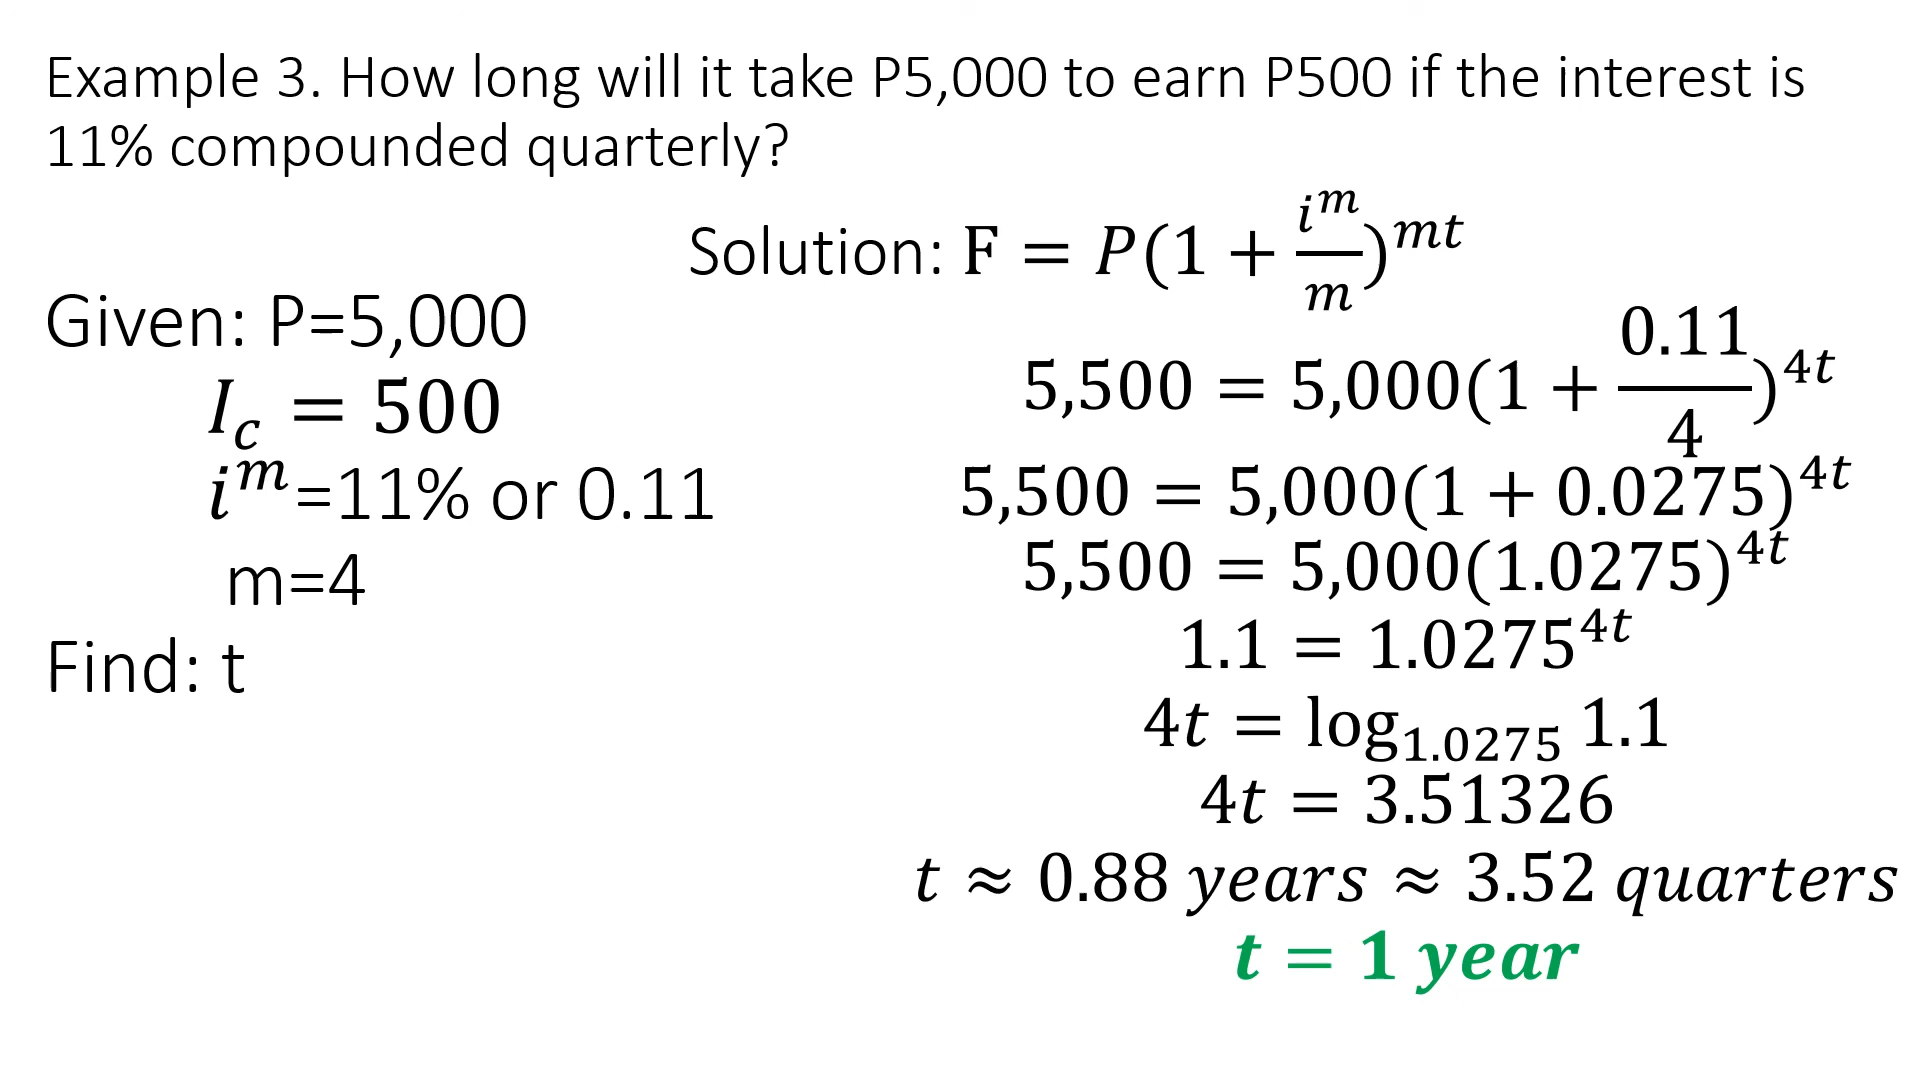 Example 3. How long will it take P5,000 to earn P500 if the interest is
11% compounded quarterly?
Solution: F = P(1 + i^m/m)^mt
Given: P=5,000
I_c = 500
i^m=11% or 0.11
m=4
Find: t
5,500 = 5,000(1 + 0.11/4)^4t
5,500 = 5,000(1 + 0.0275)^4t
5,500 = 5,000(1.0275)^4t
1.1 = 1.0275^4t
4t = log_1.0275 1.1
4t = 3.51326
t ≈ 0.88 years ≈ 3.52 quarters
t = 1 year